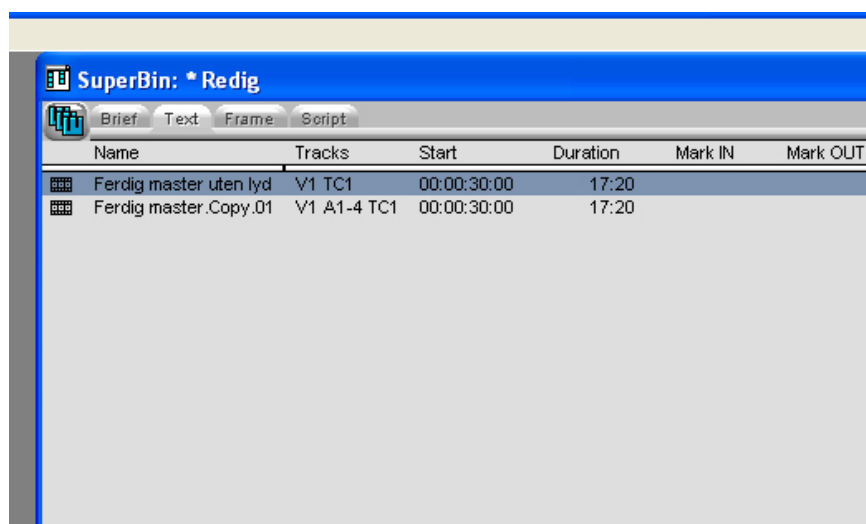 SuperBin: * Redig
Brief Text Frame Script
Name Tracks Start Duration Mark IN Mark OUT
Ferdig master uten lyd V1 TC1 00:00:30:00 17:20
Ferdig master.Copy.01 V1 A1-4 TC1 00:00:30:00 17:20